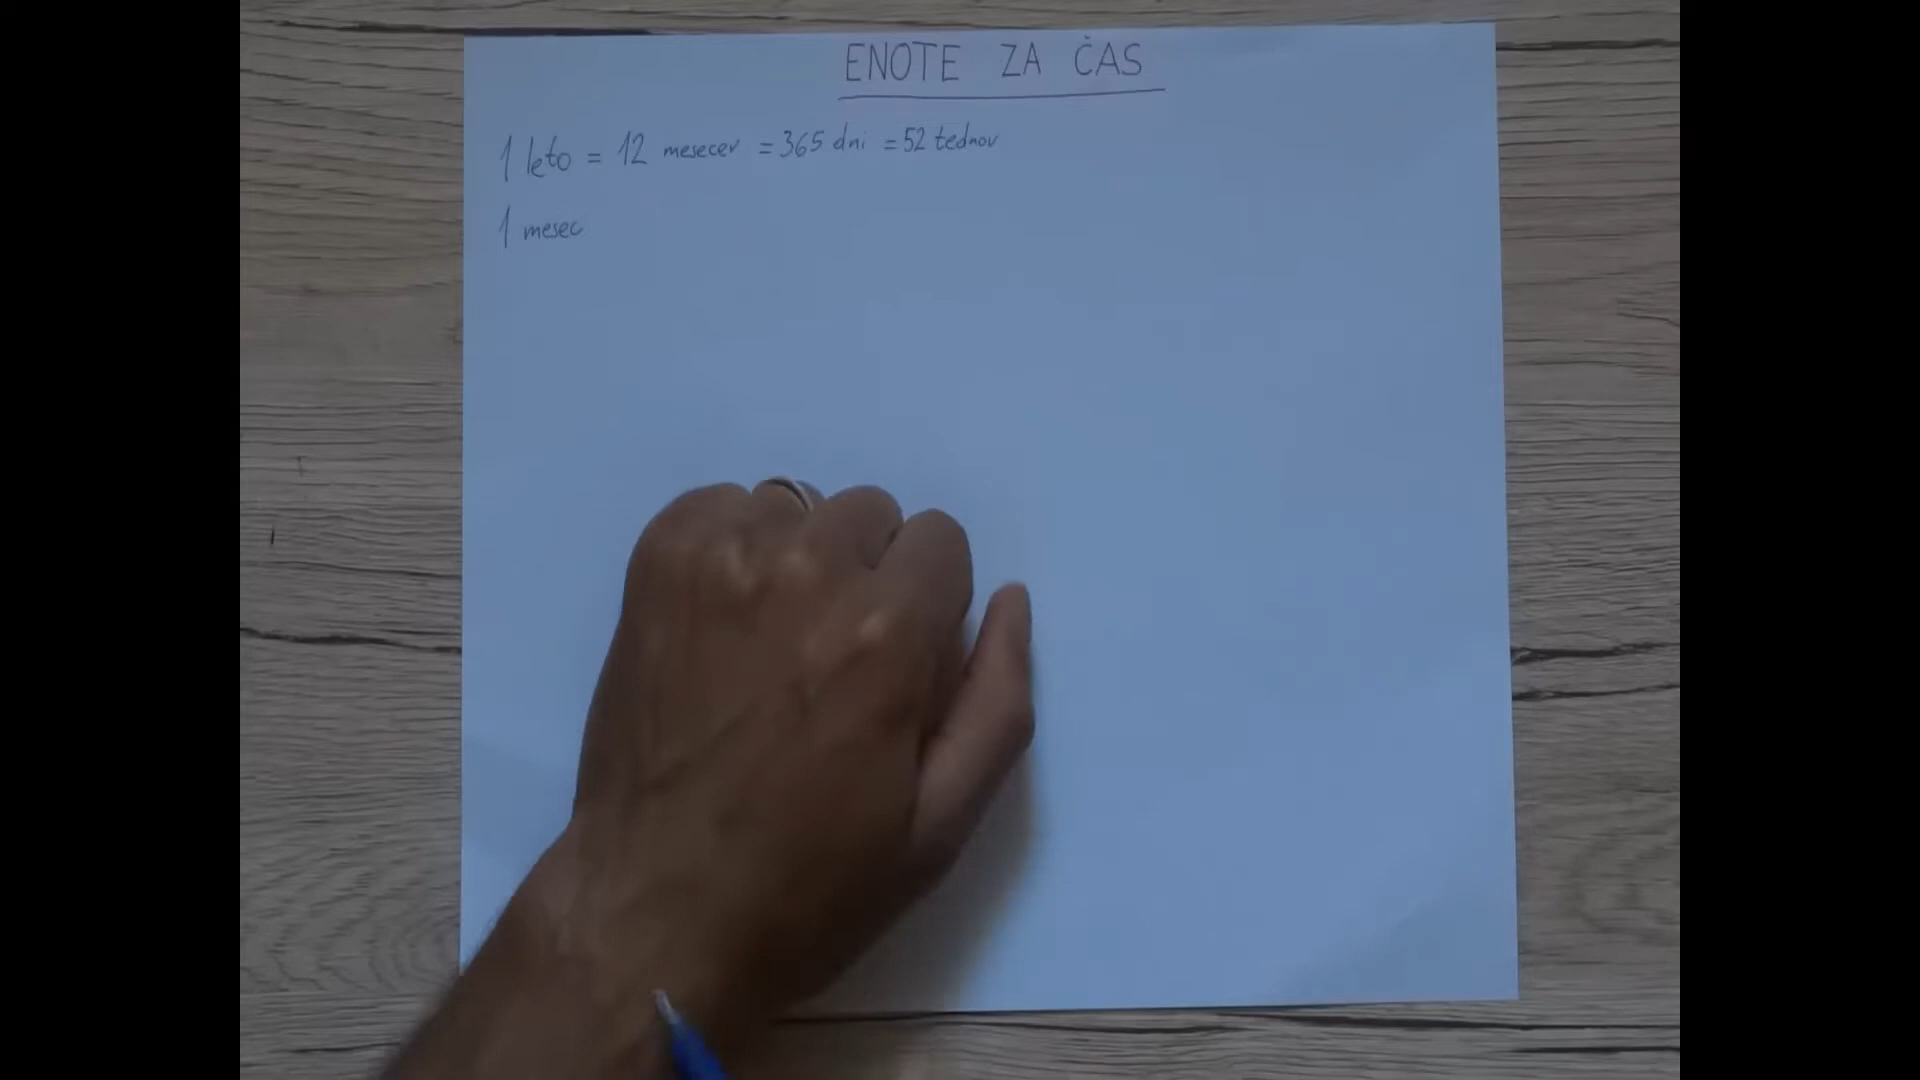 ENOTE ZA ČAS
1 leto = 12 mesecev = 365 dni = 52 tednov
1 mesec